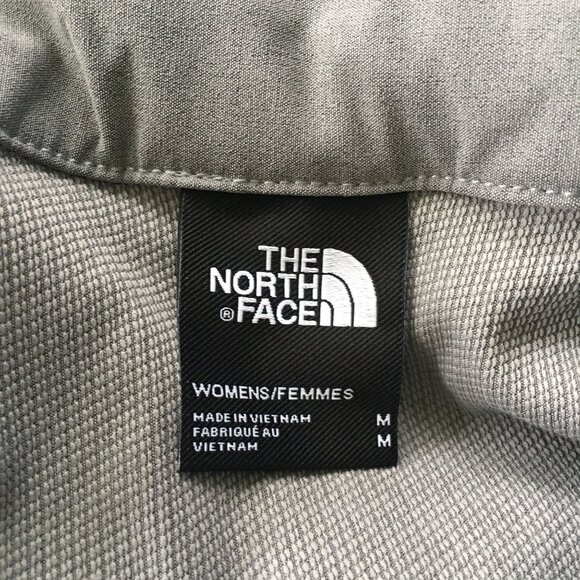 THE
NORTH
® FACE
WOMENS/FEMMES
MADE IN VIETNAM M
FABRIQUÉ AU M
VIETNAM